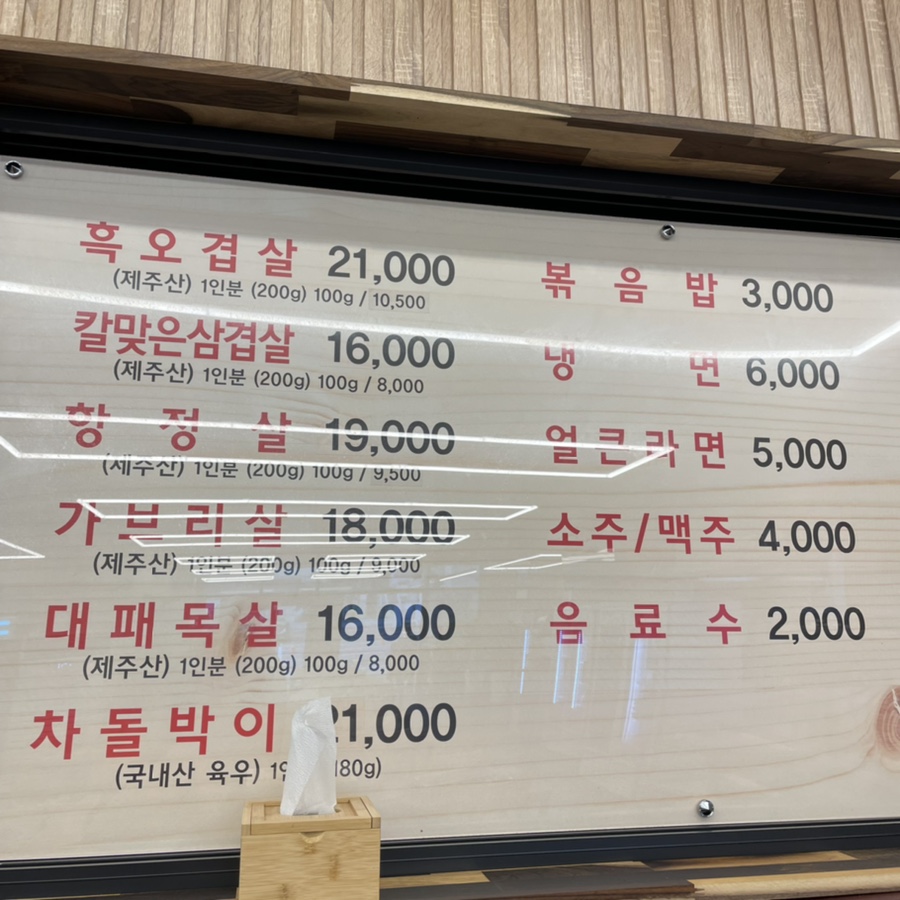 흑오겹살 21,000
(제주산) 1인분 (200g) 100g / 10,500
칼맞은삼겹살 16,000
(제주산) 1인분 (200g) 100g / 8,000
항정살 19,000
(제주산) 1인분 (200g) 100g / 9,500
가브리살 18,000
(제주산) 1인분 (200g) 100g / 9,000
대패목살 16,000
(제주산) 1인분 (200g) 100g / 8,000
차돌박이 21,000
(국내산 육우)
볶음밥 3,000
냉면 6,000
얼큰라면 5,000
소주/맥주 4,000
음료수 2,000